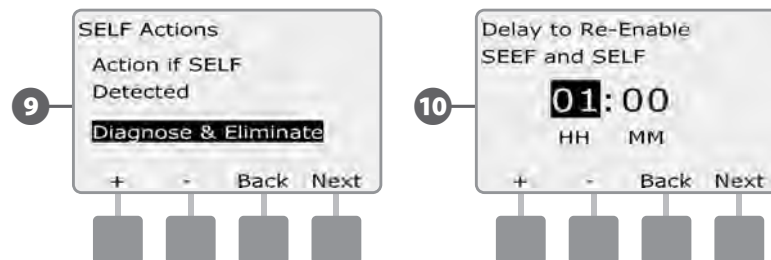 9
SELF Actions
Action if SELF
Detected
Diagnose & Eliminate
+ - Back Next
10
Delay to Re-Enable
SEEF and SELF
01:00
HH MM
+ - Back Next